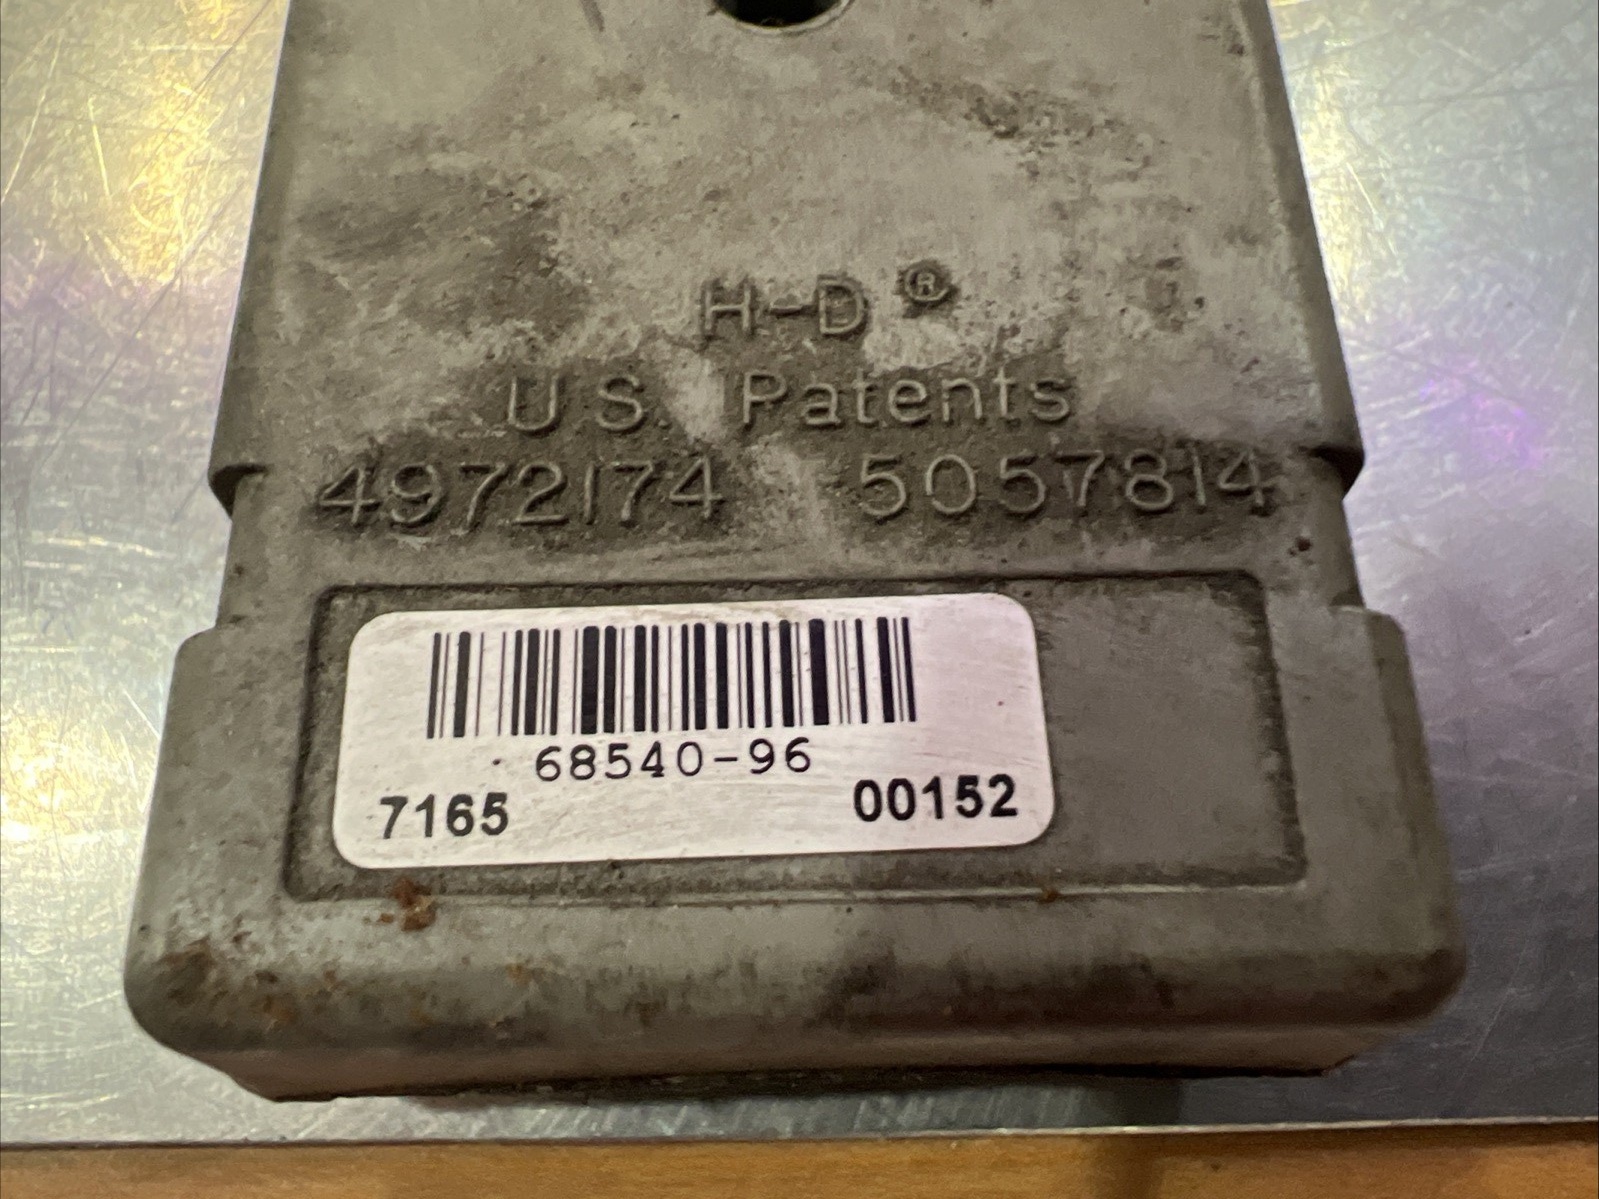 H-D ®
U.S. Patents
4972174 5057814
68540-96
7165 00152